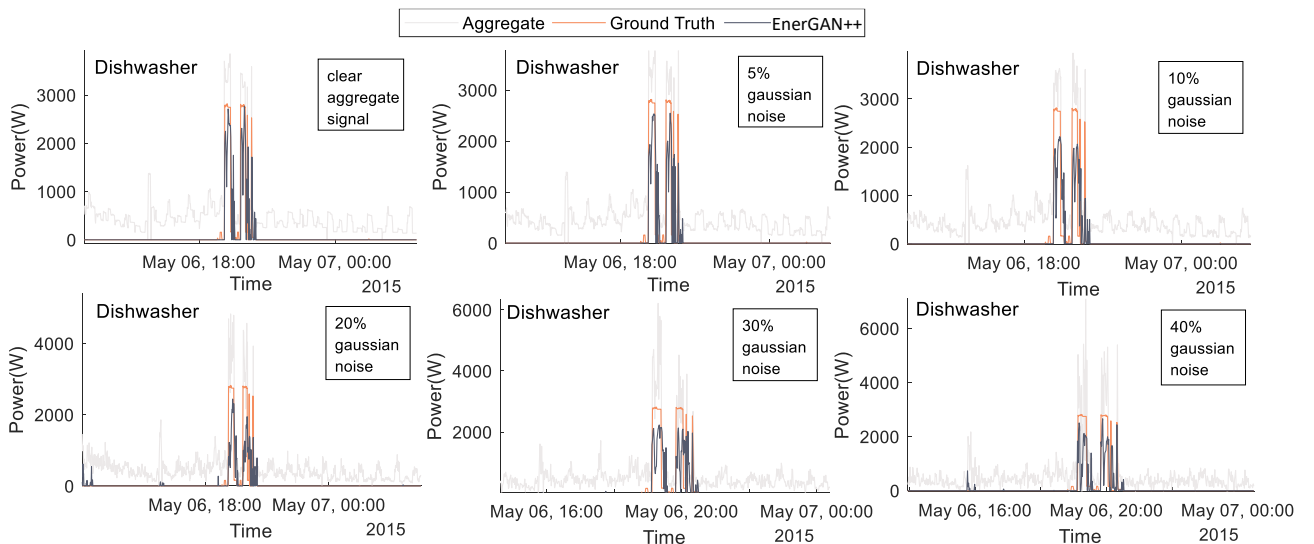 Aggregate Ground Truth EnerGAN++
Dishwasher
clear
aggregate
signal
Power(W)
3000
2000
1000
0
May 06, 18:00 May 07, 00:00
Time 2015
Dishwasher
5%
gaussian
noise
Power(W)
3000
2000
1000
0
May 06, 18:00 May 07, 00:00
Time 2015
Dishwasher
10%
gaussian
noise
Power(W)
3000
2000
1000
0
May 06, 18:00 May 07, 00:00
Time 2015
Dishwasher
20%
gaussian
noise
Power(W)
4000
2000
0
May 06, 18:00 May 07, 00:00
Time 2015
Dishwasher
30%
gaussian
noise
Power(W)
6000
4000
2000
May 06, 16:00 May 06, 20:00 May 07, 00:00
Time 2015
Dishwasher
40%
gaussian
noise
Power(W)
6000
4000
2000
0
May 06, 16:00 May 06, 20:00 May 07, 00:00
Time 2015